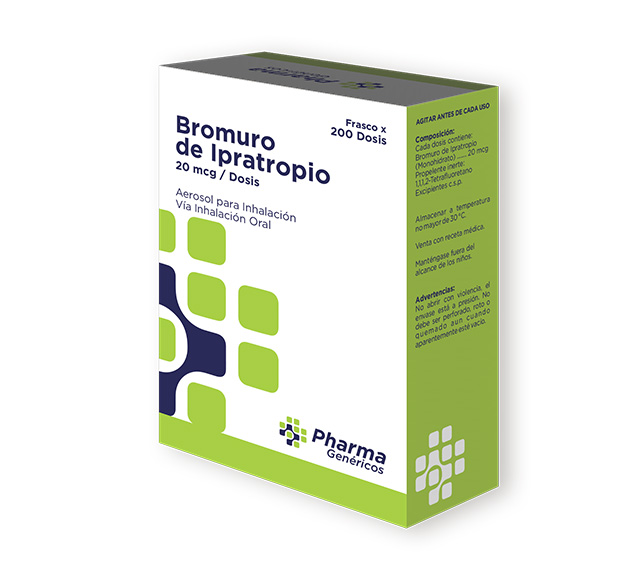 Bromuro
de Ipratropio
20 mcg / Dosis
Frasco x
200 Dosis
Aerosol para Inhalación
Vía Inhalación Oral
Pharma
Genéricos
Pharma
Genéricos
AGITAR ANTES DE CADA USO
Composición:
Cada dosis contiene:
Bromuro de Ipratropio
(Monohidrato) ...... 20 mcg
Propelente inerte:
1,1,1,2-Tetrafluoretano
Excipientes c.s.p.
Almacenar a temperatura
no mayor de 30 °C.
Venta con receta médica.
Manténgase fuera del
alcance de los niños.
Advertencias:
No abrir con violencia, el
envase está a presión. No
debe ser perforado, roto o
quemado aun cuando
aparentemente esté vacío.